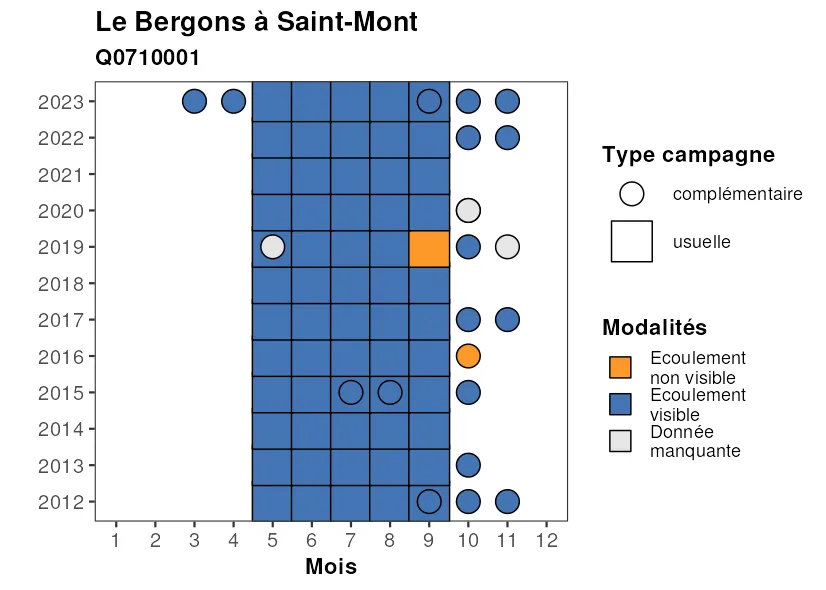 Le Bergons à Saint-Mont
Q0710001
2023
2022
2021
2020
2019
2018
2017
2016
2015
2014
2013
2012
1 2 3 4 5 6 7 8 9 10 11 12
Mois
Type campagne
complémentaire
usuelle
Modalités
Ecoulement
non visible
Ecoulement
visible
Donnée
manquante